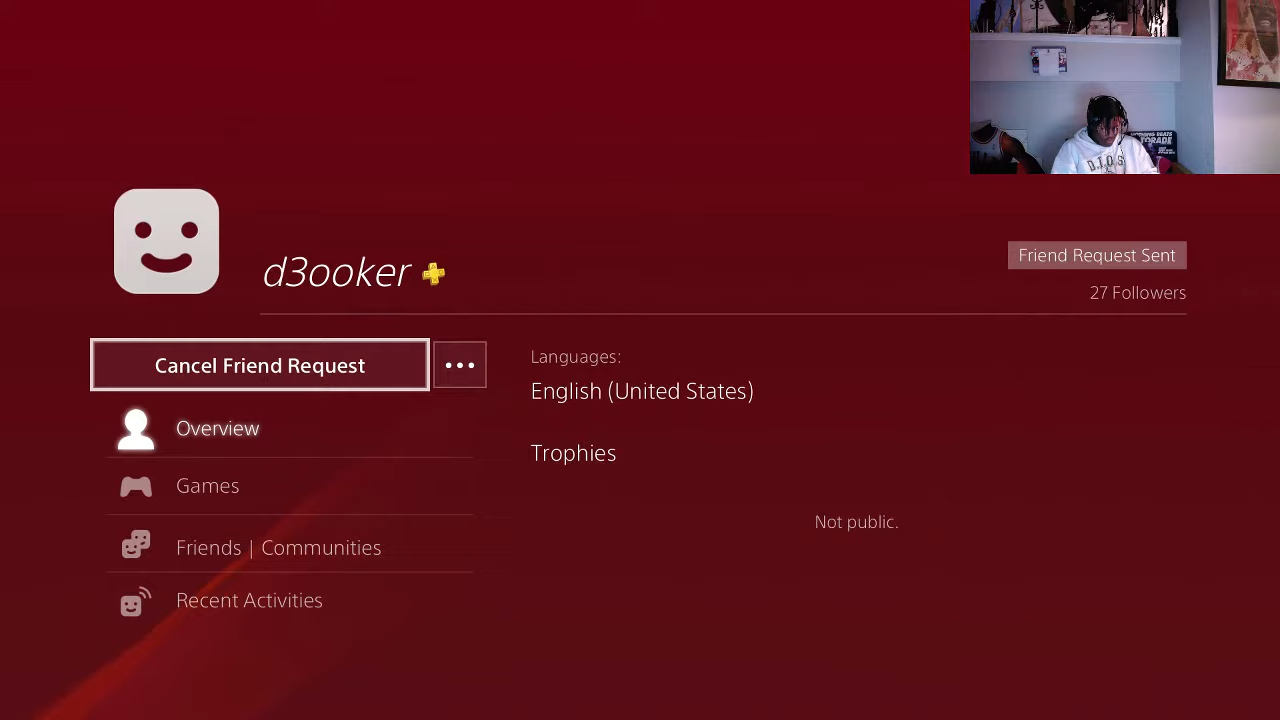 D.I.O.S
d3ooker
Friend Request Sent
27 Followers
Cancel Friend Request
Languages:
English (United States)
Overview
Trophies
Games
Not public.
Friends | Communities
Recent Activities